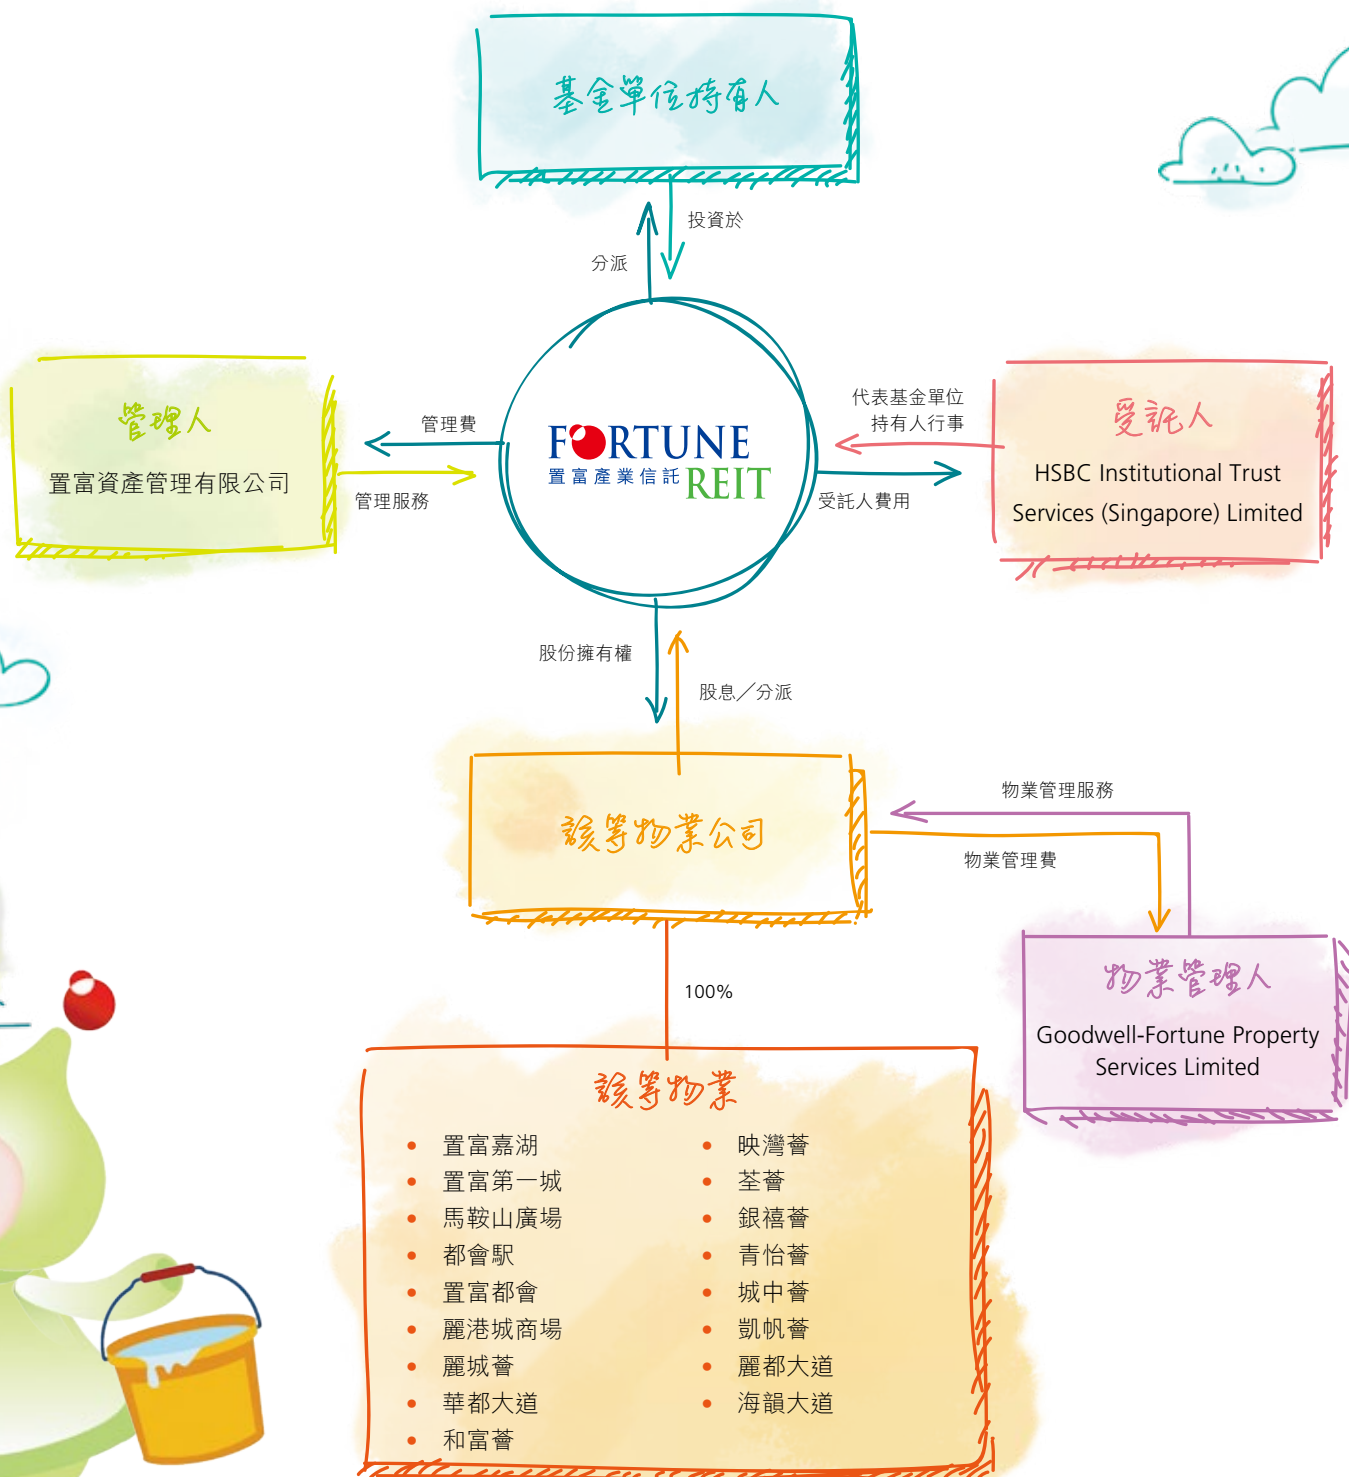 基金單位持有人
投資於
分派
管理人
置富資產管理有限公司
管理費
管理服務
FORTUNE
置富產業信託 REIT
代表基金單位
持有人行事
受託人費用
受託人
HSBC Institutional Trust
Services (Singapore) Limited
股份擁有權
股息／分派
該等物業公司
物業管理服務
物業管理費
物業管理人
Goodwell-Fortune Property
Services Limited
100%
該等物業
• 置富嘉湖
• 置富第一城
• 馬鞍山廣場
• 都會駅
• 置富都會
• 麗港城商場
• 麗城薈
• 華都大道
• 和富薈
• 映灣薈
• 荃薈
• 銀禧薈
• 青怡薈
• 城中薈
• 凱帆薈
• 麗都大道
• 海韻大道